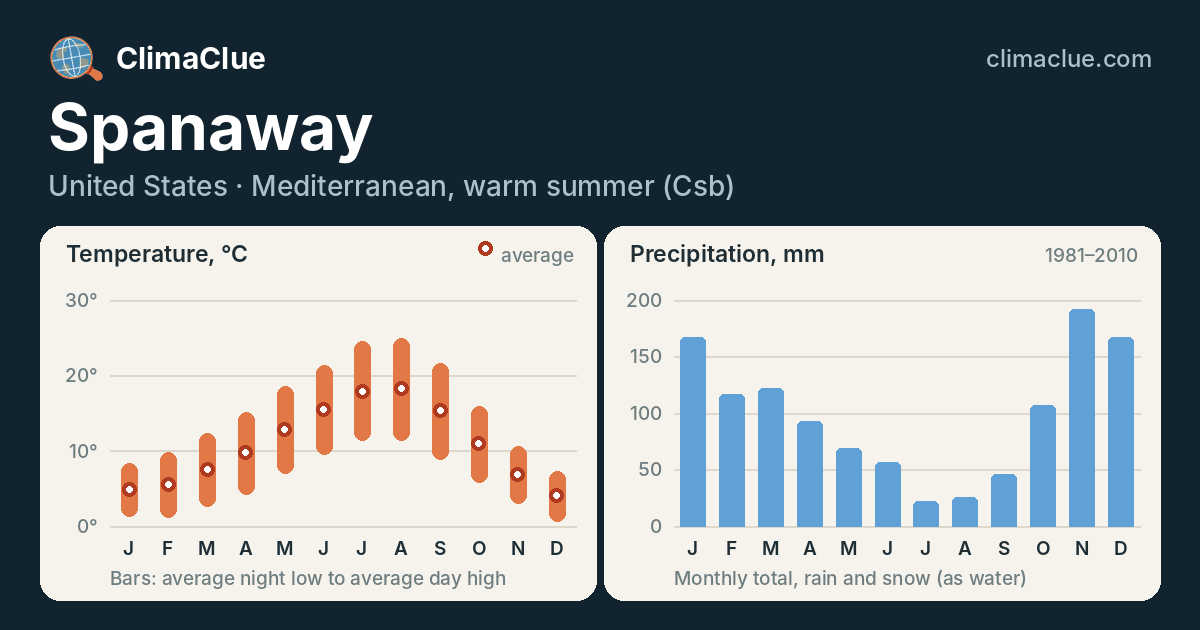 ClimaClue
climaclue.com
Spanaway
United States · Mediterranean, warm summer (Csb)
Temperature, °C
average
30°
20°
10°
0°
J F M A M J J A S O N D
Bars: average night low to average day high
Precipitation, mm
1981–2010
200
150
100
50
0
J F M A M J J A S O N D
Monthly total, rain and snow (as water)